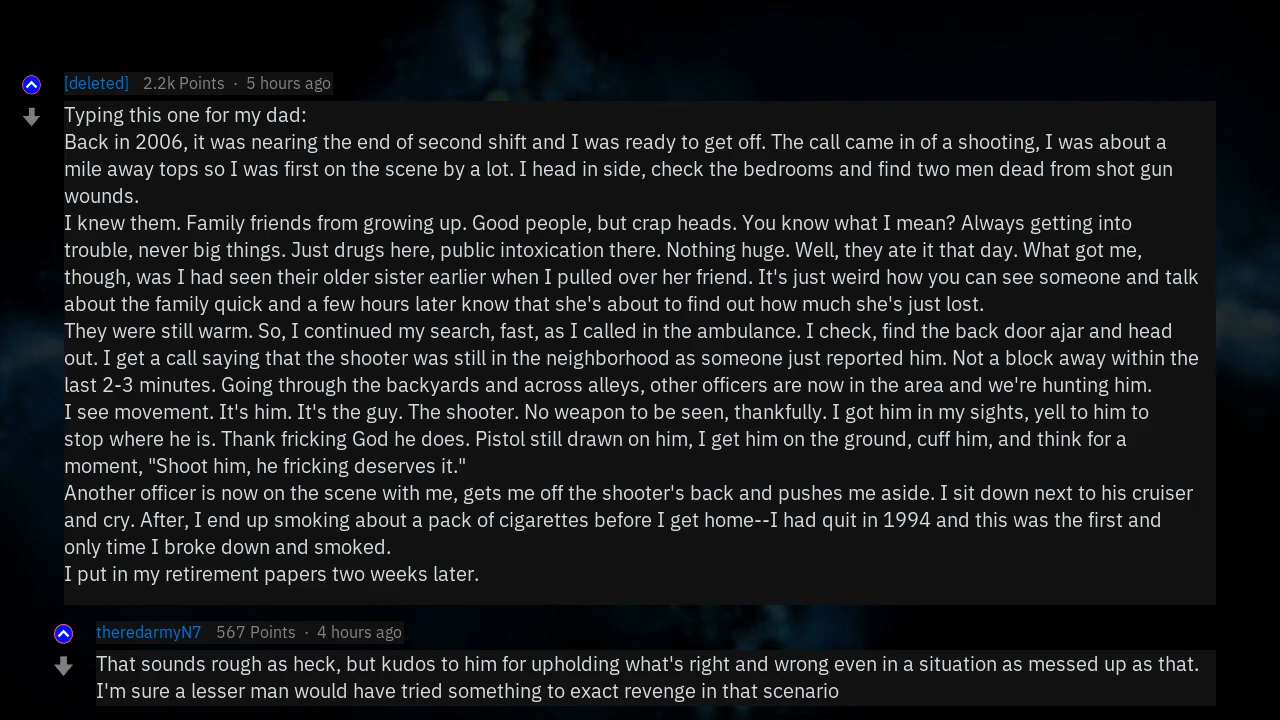 [deleted] 2.2k Points · 5 hours ago
Typing this one for my dad:
Back in 2006, it was nearing the end of second shift and I was ready to get off. The call came in of a shooting, I was about a
mile away tops so I was first on the scene by a lot. I head in side, check the bedrooms and find two men dead from shot gun
wounds.
I knew them. Family friends from growing up. Good people, but crap heads. You know what I mean? Always getting into
trouble, never big things. Just drugs here, public intoxication there. Nothing huge. Well, they ate it that day. What got me,
though, was I had seen their older sister earlier when I pulled over her friend. It's just weird how you can see someone and talk
about the family quick and a few hours later know that she's about to find out how much she's just lost.
They were still warm. So, I continued my search, fast, as I called in the ambulance. I check, find the back door ajar and head
out. I get a call saying that the shooter was still in the neighborhood as someone just reported him. Not a block away within the
last 2-3 minutes. Going through the backyards and across alleys, other officers are now in the area and we're hunting him.
I see movement. It's him. It's the guy. The shooter. No weapon to be seen, thankfully. I got him in my sights, yell to him to
stop where he is. Thank fricking God he does. Pistol still drawn on him, I get him on the ground, cuff him, and think for a
moment, "Shoot him, he fricking deserves it."
Another officer is now on the scene with me, gets me off the shooter's back and pushes me aside. I sit down next to his cruiser
and cry. After, I end up smoking about a pack of cigarettes before I get home--I had quit in 1994 and this was the first and
only time I broke down and smoked.
I put in my retirement papers two weeks later.
theredarmyN7 567 Points · 4 hours ago
That sounds rough as heck, but kudos to him for upholding what's right and wrong even in a situation as messed up as that.
I'm sure a lesser man would have tried something to exact revenge in that scenario